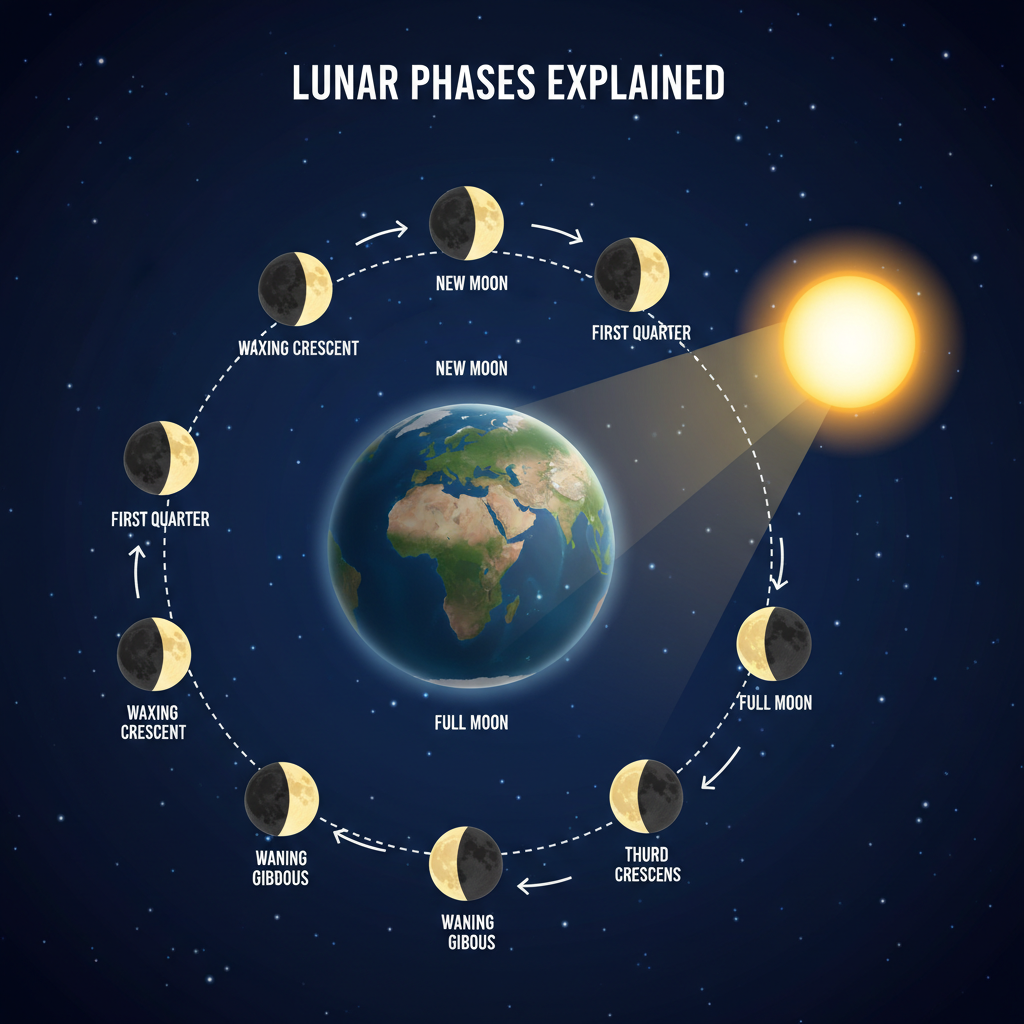 LUNAR PHASES EXPLAINED
NEW MOON
FIRST QUARTER
WAXING CRESCENT
NEW MOON
FIRST QUARTER
FULL MOON
WAXING
CRESCENT
FULL MOON
THURD
CRESCENS
WANING
GIBDOUS
WANING
GIBOUS